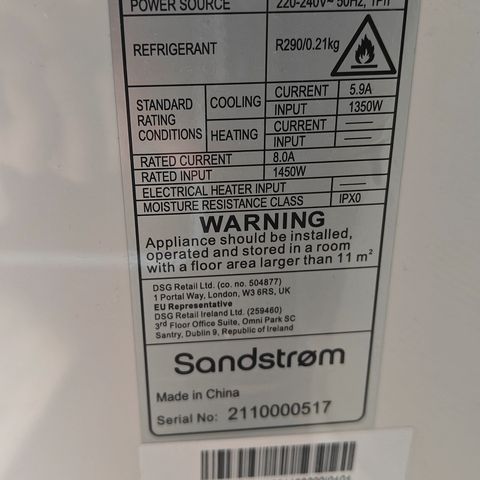 POWER SOURCE 220-240V~ 50Hz, 1PH
REFRIGERANT R290/0.21kg
STANDARD RATING CONDITIONS COOLING CURRENT 5.9A
INPUT 1350W
HEATING CURRENT ——
INPUT ——
RATED CURRENT 8.0A
RATED INPUT 1450W
ELECTRICAL HEATER INPUT ——
MOISTURE RESISTANCE CLASS IPX0
WARNING
Appliance should be installed,
operated and stored in a room
with a floor area larger than 11 m²
DSG Retail Ltd. (co. no. 504877)
1 Portal Way, London, W3 6RS, UK
EU Representative
DSG Retail Ireland Ltd. (259460)
3rd Floor Office Suite, Omni Park SC
Santry, Dublin 9, Republic of Ireland
Sandstrøm
Made in China
Serial No: 2110000517